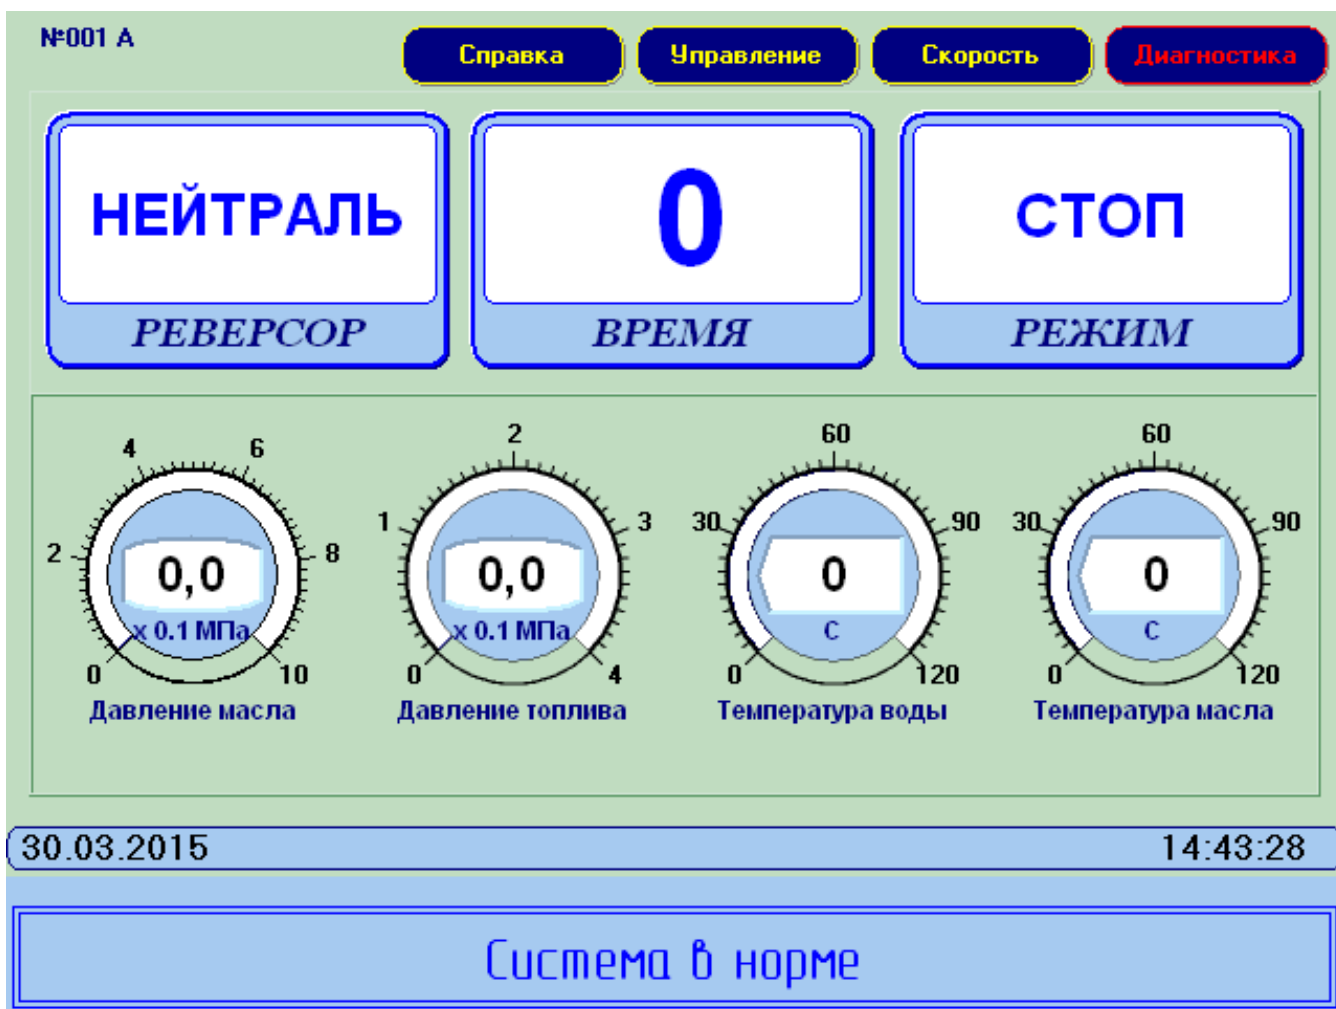 №001 А
Справка Управление Скорость Диагностика
НЕЙТРАЛЬ 0 СТОП
РЕВЕРСОР ВРЕМЯ РЕЖИМ
4 6 2 60 60
2 8 1 3 30 90 30 90
0,0 0,0 0 0
x 0.1 МПа x 0.1 МПа С С
0 10 0 4 0 120 0 120
Давление масла Давление топлива Температура воды Температура масла
30.03.2015 14:43:28
Система в норме